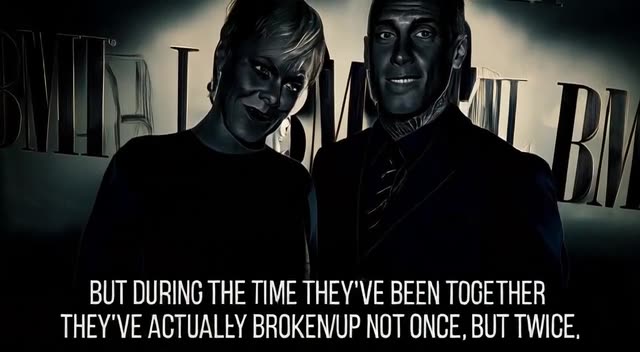 BUT DURING THE TIME THEY'VE BEEN TOGETHER
THEY'VE ACTUALLY BROKEN/UP NOT ONCE, BUT TWICE,